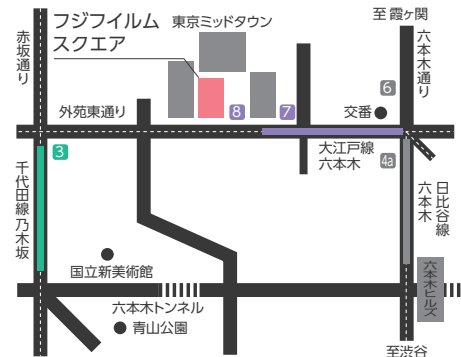 至 霞ヶ関
フジフイルム
スクエア
東京ミッドタウン
赤坂通り
六本木通り
6
外苑東通り
8
7
交番
3
大江戸線
六本木
4a
千代田線 乃木坂
日比谷線
六本木
国立新美術館
六本木ヒルズ
六本木トンネル
青山公園
至渋谷